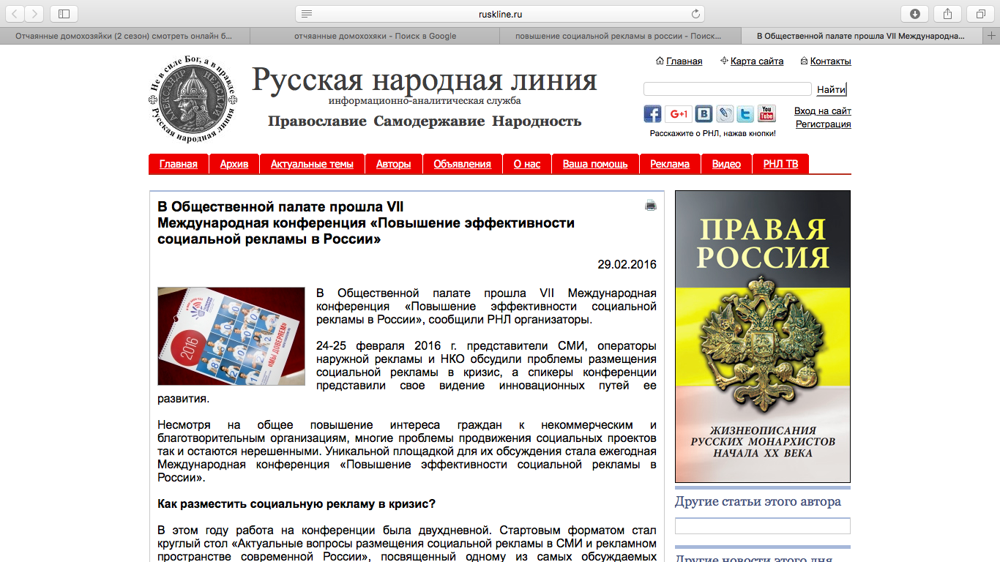 ruskline.ru
Отчаянные домохозяйки (2 сезон) смотреть онлайн б...
отчяанные домохохяки - Поиск в Google
повышение социальной рекламы в россии - Поиск...
В Общественной палате прошла VII Международна...
Не в силе Бог, а в правде
АЛЕКСАНДР НЕВСКИЙ
Русская народная линия
Русская народная линия
информационно-аналитическая служба
Православие Самодержавие Народность
Главная
Карта сайта
Контакты
Найти
G+1
B
You Tube
Вход на сайт
Регистрация
Расскажите о РНЛ, нажав кнопки!
Главная
Архив
Актуальные темы
Авторы
Объявления
О нас
Ваша помощь
Реклама
Видео
РНЛ ТВ
В Общественной палате прошла VII
Международная конференция «Повышение эффективности
социальной рекламы в России»
29.02.2016
2016
«МЫ ДОВЕРЯЕМ»
В Общественной палате прошла VII Международная
конференция «Повышение эффективности социальной
рекламы в России», сообщили РНЛ организаторы.
24-25 февраля 2016 г. представители СМИ, операторы
наружной рекламы и НКО обсудили проблемы размещения
социальной рекламы в кризис, а спикеры конференции
представили свое видение инновационных путей ее
развития.
Несмотря на общее повышение интереса граждан к некоммерческим и
благотворительным организациям, многие проблемы продвижения социальных проектов
так и остаются нерешенными. Уникальной площадкой для их обсуждения стала ежегодная
Международная конференция «Повышение эффективности социальной рекламы в
России».
Как разместить социальную рекламу в кризис?
В этом году работа на конференции была двухдневной. Стартовым форматом стал
круглый стол «Актуальные вопросы размещения социальной рекламы в СМИ и рекламном
пространстве современной России», посвященный одному из самых обсуждаемых
ПРАВАЯ
РОССИЯ
ЖИЗНЕОПИСАНИЯ
РУССКИХ МОНАРХИСТОВ
НАЧАЛА XX ВЕКА
Другие статьи этого автора
Другие новости этого дня